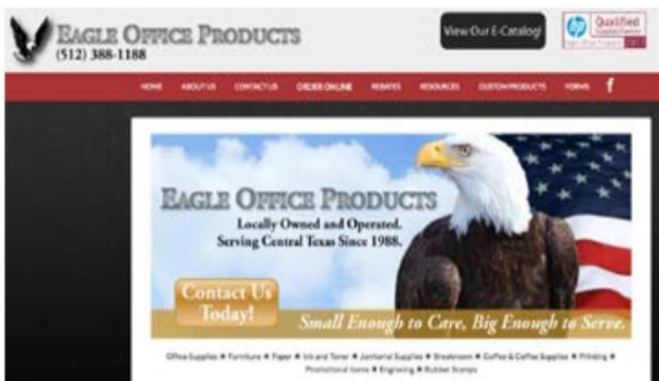 EAGLE OFFICE PRODUCTS
(512) 388-1188
View Our E-Catalog!
hp Qualified
HOME ABOUT US CONTACT US ORDER ONLINE REBATES RESOURCES CUSTOM PRODUCTS FORMS f
EAGLE OFFICE PRODUCTS
Locally Owned and Operated.
Serving Central Texas Since 1988.
Contact Us
Today!
Small Enough to Care, Big Enough to Serve.
Office Supplies * Furniture * Paper * Ink and Toner * Janitorial Supplies * Breakroom * Coffee & Coffee Supplies * Printing *
Promotional Items * Engraving * Rubber Stamps